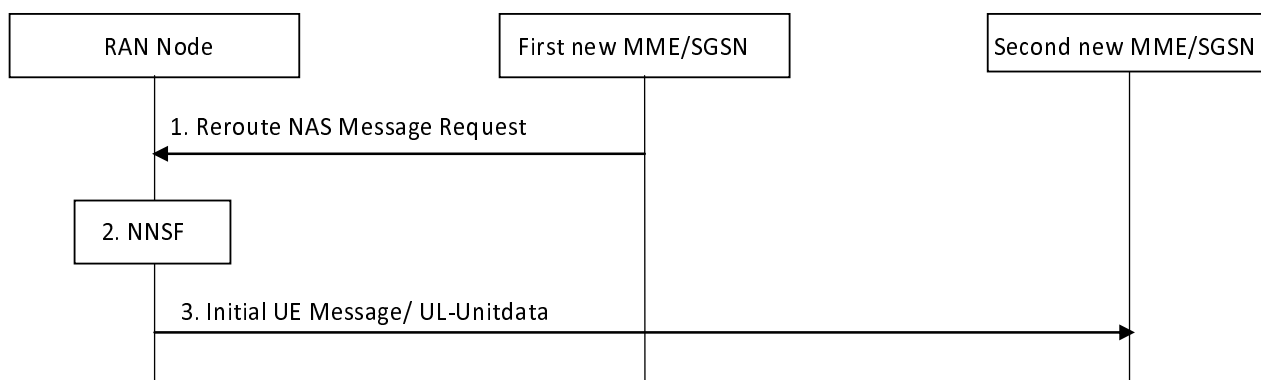 RAN Node
First new MME/SGSN
Second new MME/SGSN
1. Reroute NAS Message Request
2. NNSF
3. Initial UE Message/ UL-Unitdata